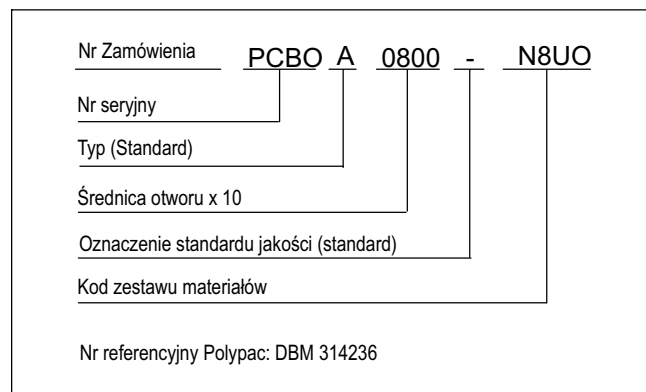 Nr Zamówienia PCBO A 0800 - N8UO
Nr seryjny
Typ (Standard)
Średnica otworu x 10
Oznaczenie standardu jakości (standard)
Kod zestawu materiałów
Nr referencyjny Polypac: DBM 314236